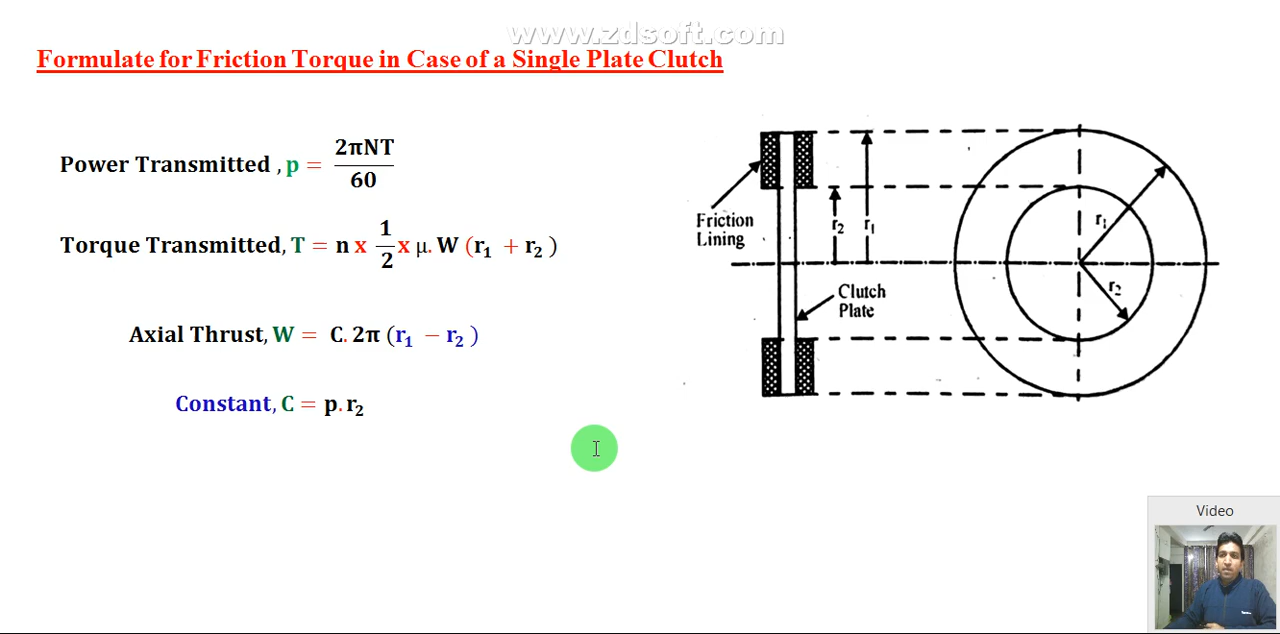 www.zdsoft.com
Formulate for Friction Torque in Case of a Single Plate Clutch
Power Transmitted , p = 2πNT / 60
Torque Transmitted, T = n x 1/2 x μ. W (r₁ + r₂ )
Axial Thrust, W = C. 2π (r₁ − r₂ )
Constant, C = p. r₂
Friction
Lining
r₂
r₁
Clutch
Plate
r₁
r₂
Video